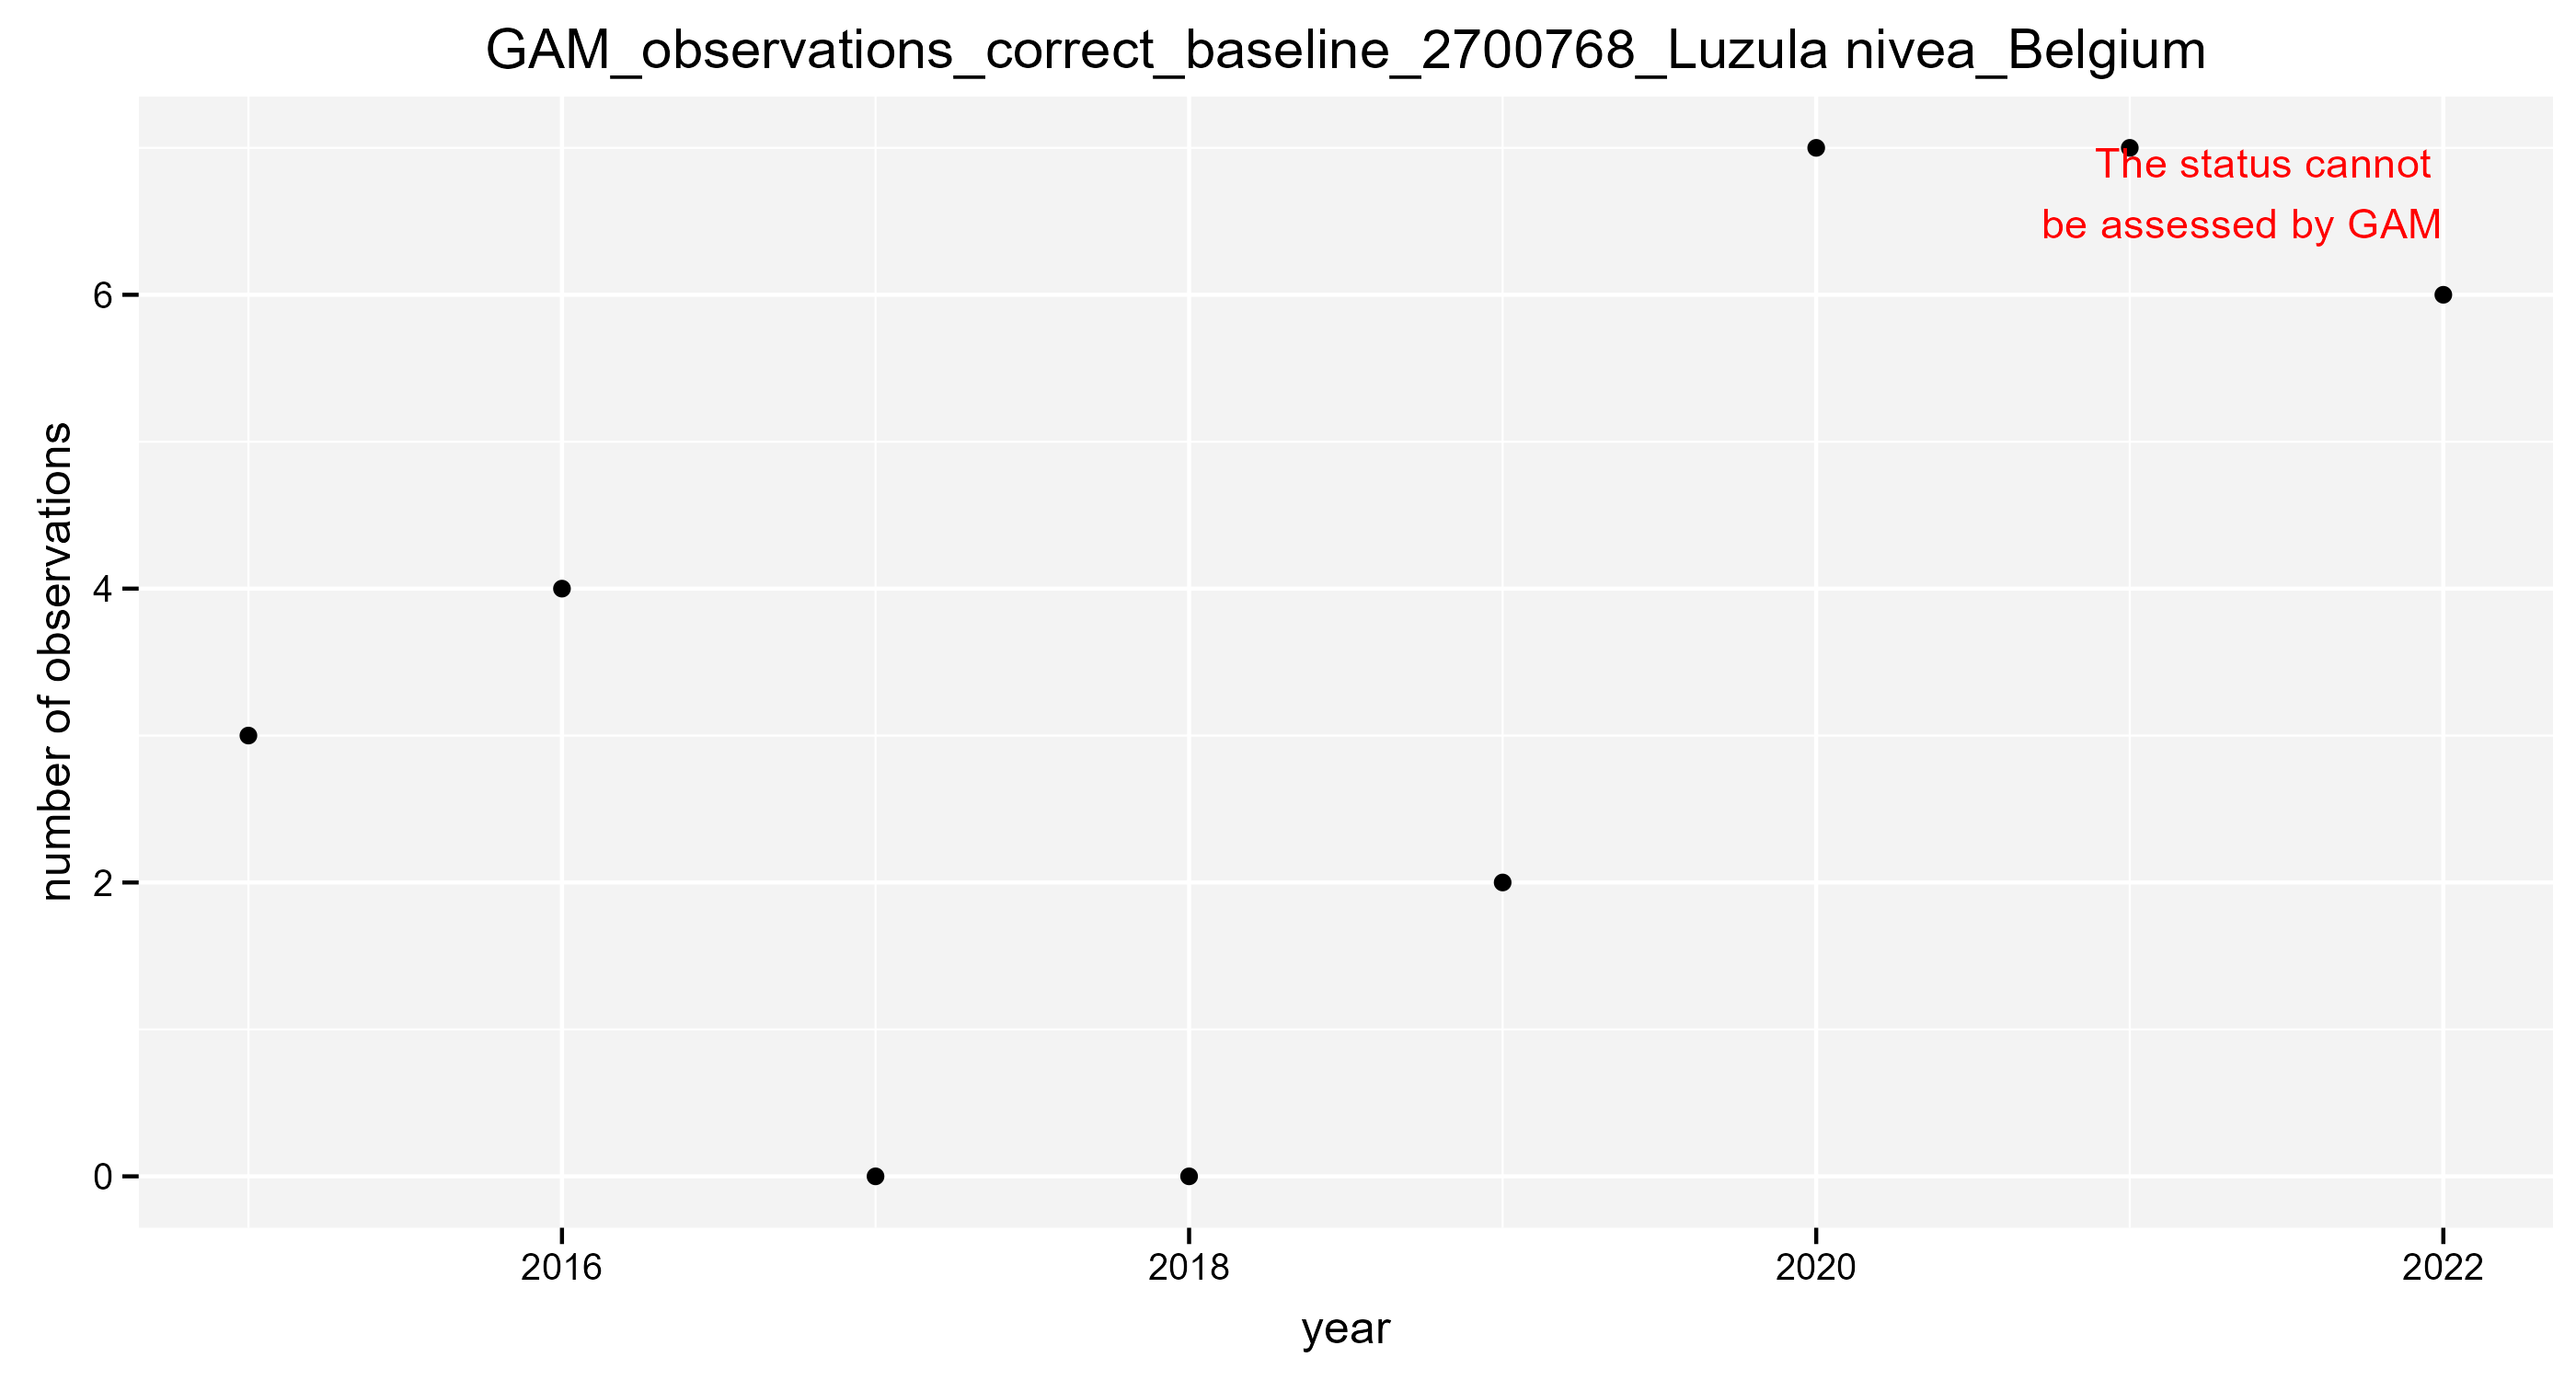 GAM_observations_correct_baseline_2700768_Luzula nivea_Belgium
The status cannot
be assessed by GAM
number of observations
6
4
2
0
2016
2018
2020
2022
year